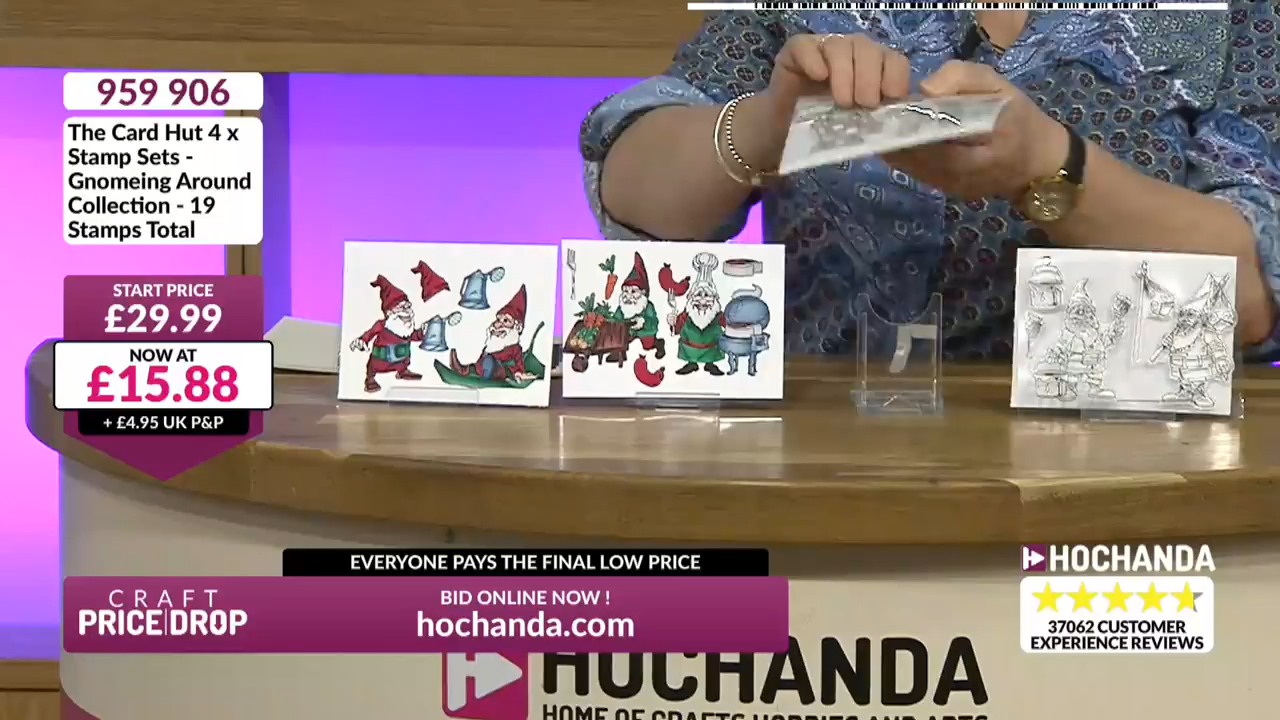 959 906
The Card Hut 4 x
Stamp Sets -
Gnomeing Around
Collection - 19
Stamps Total
START PRICE
£29.99
NOW AT
£15.88
+ £4.95 UK P&P
EVERYONE PAYS THE FINAL LOW PRICE
CRAFT
PRICE DROP
BID ONLINE NOW !
hochanda.com
HOCHANDA
37062 CUSTOMER
EXPERIENCE REVIEWS
HOCHANDA
HOME OF CRAFTS HOBBIES AND ARTS